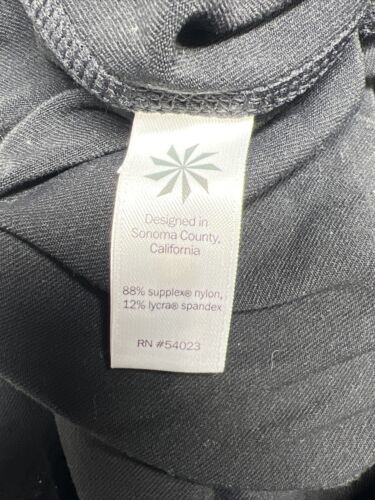 Designed in
Sonoma County,
California
88% supplex® nylon,
12% lycra® spandex
RN #54023